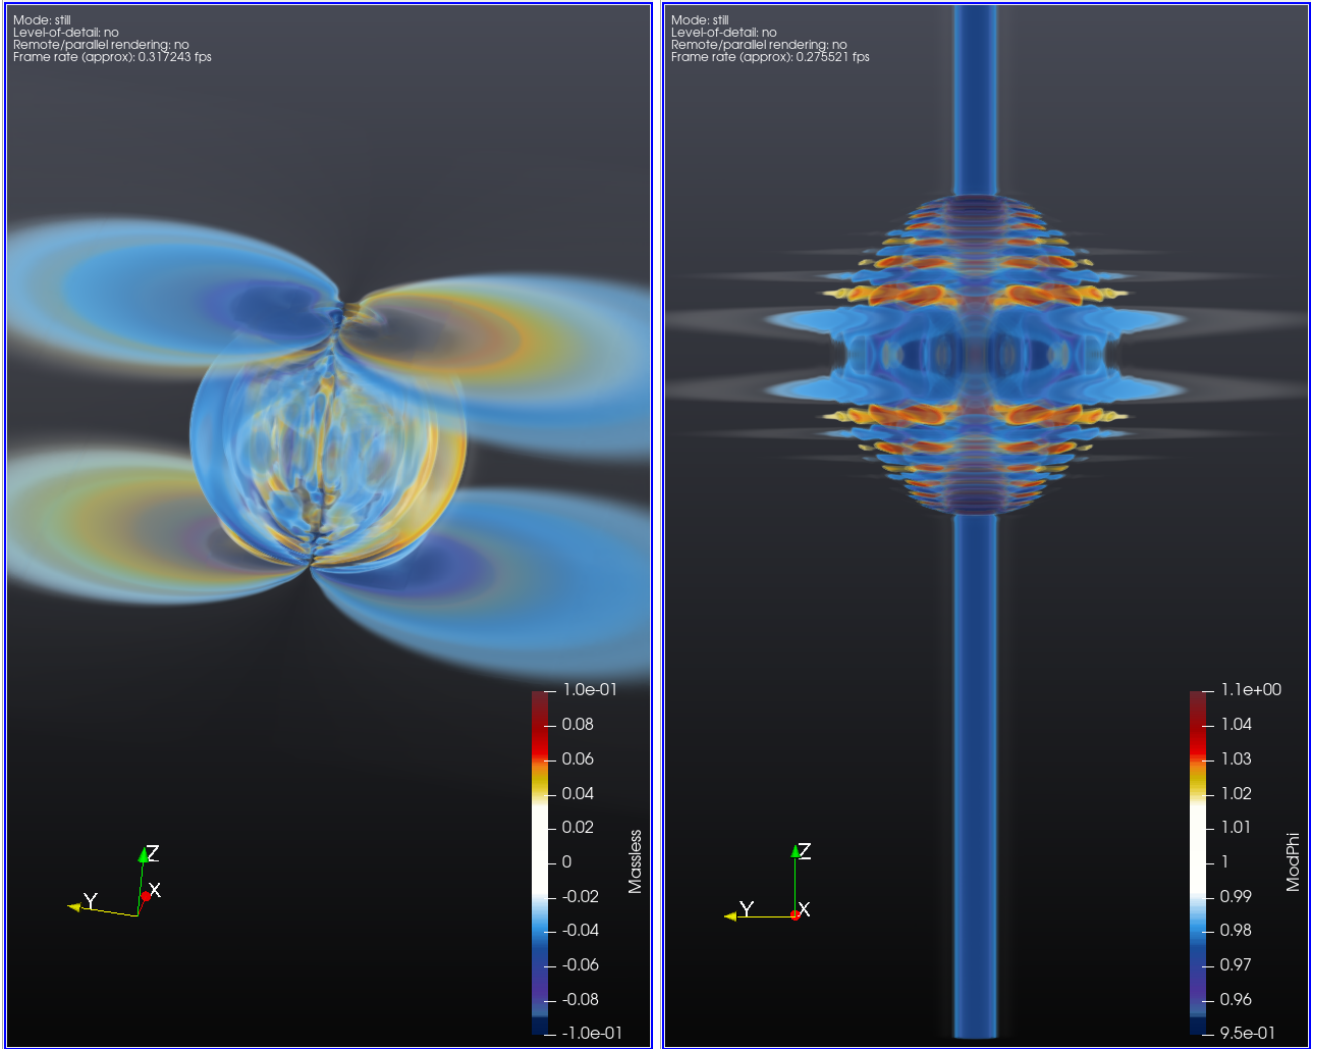 Mode: still
Level-of-detail: no
Remote/parallel rendering: no
Frame rate (approx): 0.317243 fps
1.0e-01
0.08
0.06
0.04
0.02
0
-0.02
-0.04
-0.06
-0.08
-1.0e-01
Massless
Z
X
Y
Mode: still
Level-of-detail: no
Remote/parallel rendering: no
Frame rate (approx): 0.275521 fps
1.1e+00
1.04
1.03
1.02
1.01
1
0.99
0.98
0.97
0.96
9.5e-01
ModPhi
Z
Y
X